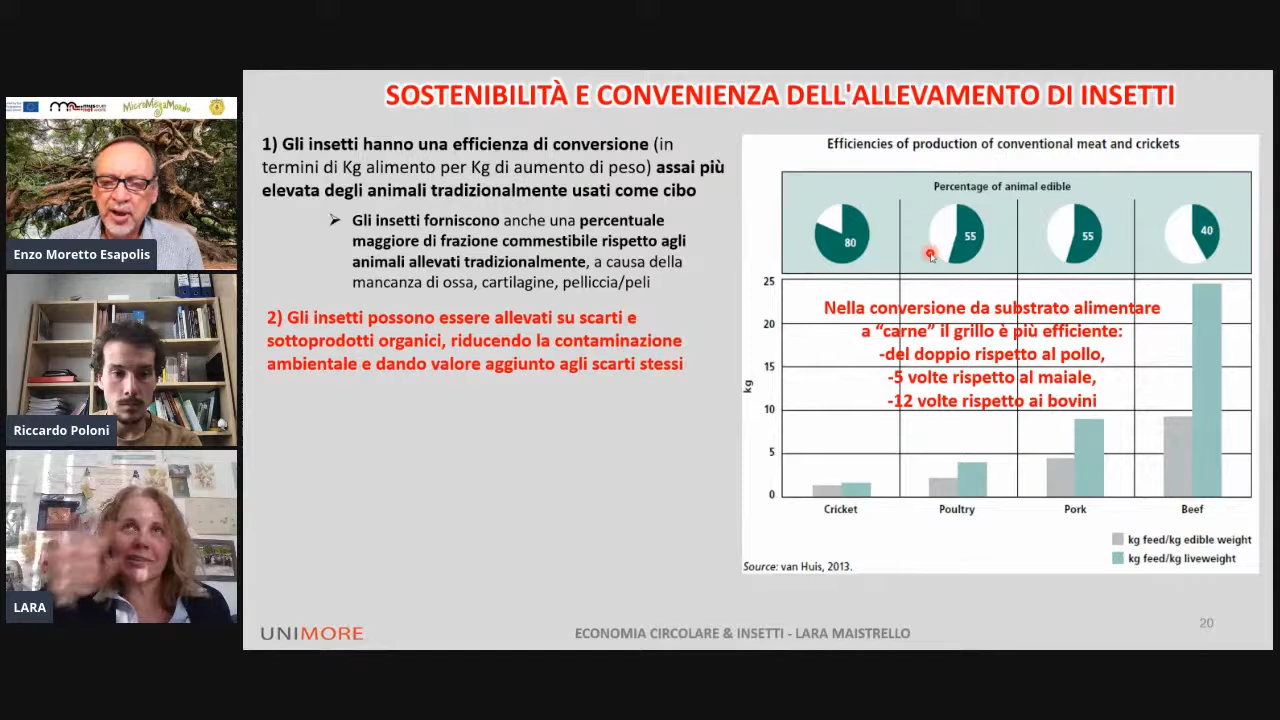 MicroMegaMondo
Enzo Moretto Esapolis
Riccardo Poloni
LARA
SOSTENIBILITÀ E CONVENIENZA DELL'ALLEVAMENTO DI INSETTI
1) Gli insetti hanno una efficienza di conversione (in
termini di Kg alimento per Kg di aumento di peso) assai più
elevata degli animali tradizionalmente usati come cibo
Gli insetti forniscono anche una percentuale
maggiore di frazione commestibile rispetto agli
animali allevati tradizionalmente, a causa della
mancanza di ossa, cartilagine, pelliccia/peli
2) Gli insetti possono essere allevati su scarti e
sottoprodotti organici, riducendo la contaminazione
ambientale e dando valore aggiunto agli scarti stessi
Efficiencies of production of conventional meat and crickets
Percentage of animal edible
80
55
55
40
25
20
15
10
5
0
kg
Nella conversione da substrato alimentare
a “carne” il grillo è più efficiente:
-del doppio rispetto al pollo,
-5 volte rispetto al maiale,
-12 volte rispetto ai bovini
Cricket
Poultry
Pork
Beef
kg feed/kg edible weight
kg feed/kg liveweight
Source: van Huis, 2013.
UNIMORE
ECONOMIA CIRCOLARE & INSETTI - LARA MAISTRELLO
20